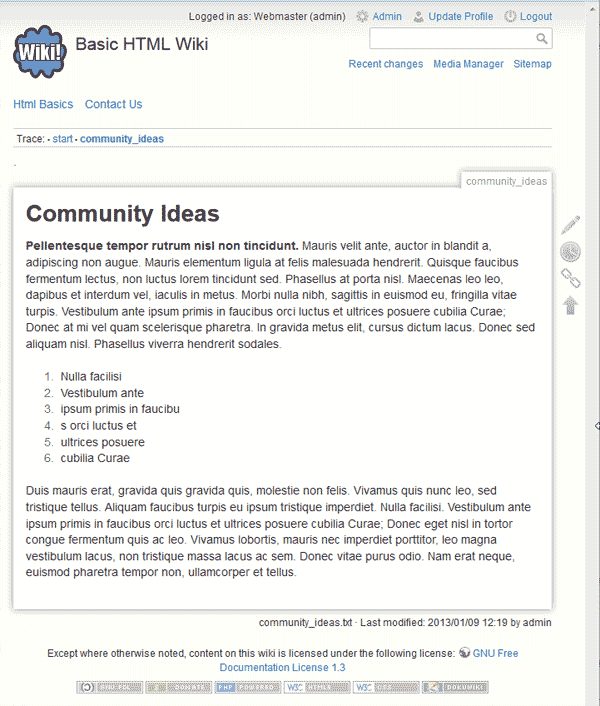 Logged in as: Webmaster (admin) Admin Update Profile Logout
Wiki! Basic HTML Wiki
Recent changes Media Manager Sitemap
Html Basics Contact Us
Trace: • start • community_ideas
community_ideas
Community Ideas
Pellentesque tempor rutrum nisl non tincidunt. Mauris velit ante, auctor in blandit a,
adipiscing non augue. Mauris elementum ligula at felis malesuada hendrerit. Quisque faucibus
fermentum lectus, non luctus lorem tincidunt sed. Phasellus at porta nisl. Maecenas leo leo,
dapibus et interdum vel, iaculis in metus. Morbi nulla nibh, sagittis in euismod eu, fringilla vitae
turpis. Vestibulum ante ipsum primis in faucibus orci luctus et ultrices posuere cubilia Curae;
Donec at mi vel quam scelerisque pharetra. In gravida metus elit, cursus dictum lacus. Donec sed
aliquam nisl. Phasellus viverra hendrerit sodales.
1. Nulla facilisi
2. Vestibulum ante
3. ipsum primis in faucibu
4. s orci luctus et
5. ultrices posuere
6. cubilia Curae
Duis mauris erat, gravida quis gravida quis, molestie non felis. Vivamus quis nunc leo, sed
tristique tellus. Aliquam faucibus turpis eu ipsum tristique imperdiet. Nulla facilisi. Vestibulum ante
ipsum primis in faucibus orci luctus et ultrices posuere cubilia Curae; Donec eget nisl in tortor
congue fermentum quis ac leo. Vivamus lobortis, mauris nec imperdiet porttitor, leo magna
vestibulum lacus, non tristique massa lacus ac sem. Donec vitae purus odio. Nam erat neque,
euismod pharetra tempor non, ullamcorper et tellus.
community_ideas.txt · Last modified: 2013/01/09 12:19 by admin
Except where otherwise noted, content on this wiki is licensed under the following license: GNU Free
Documentation License 1.3
GNU FDL DONATE PHP POWERED W3C HTML5 W3C CSS DOKUWIKI